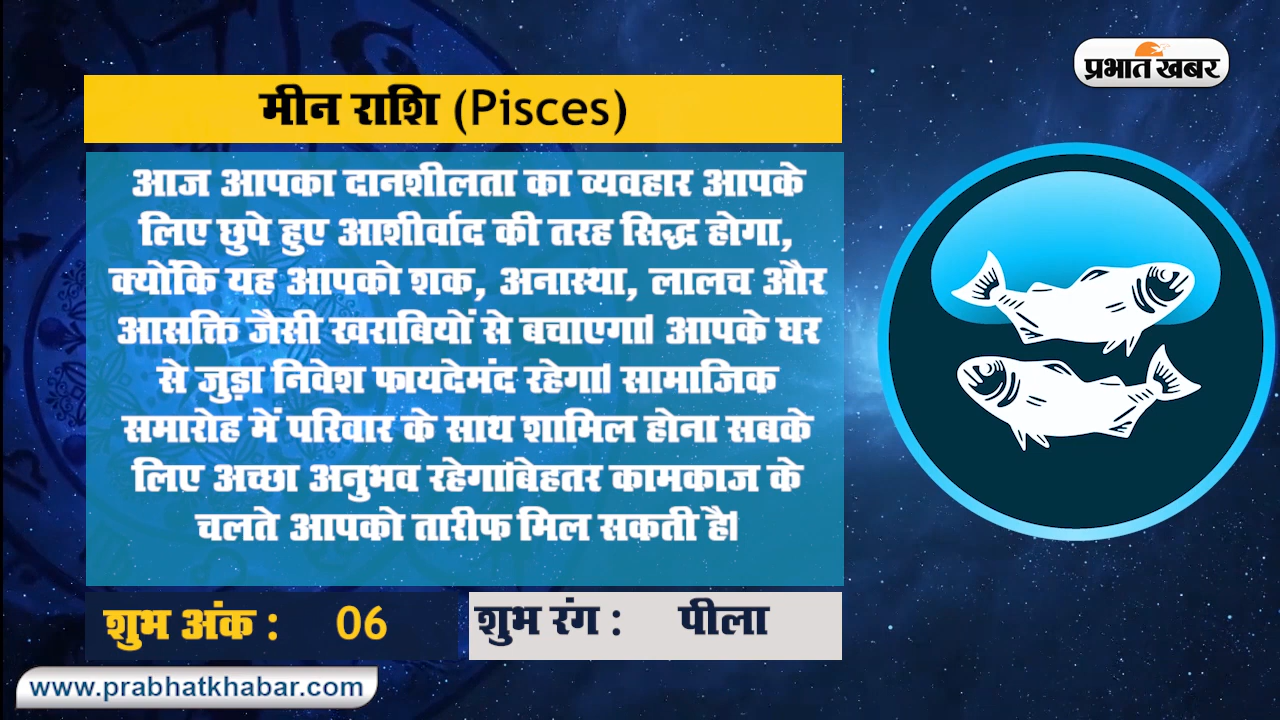 प्रभात खबर
मीन राशि (Pisces)
आज आपका दानशीलता का व्यवहार आपके
लिए छुपे हुए आशीर्वाद की तरह सिद्ध होगा,
क्योंकि यह आपको शक, अनास्था, लालच और
आसक्ति जैसी खराबियों से बचाएगा। आपके घर
से जुड़ा निवेश फायदेमंद रहेगा। सामाजिक
समारोह में परिवार के साथ शामिल होना सबके
लिए अच्छा अनुभव रहेगा।बेहतर कामकाज के
चलते आपको तारीफ मिल सकती है।
शुभ अंक : 06 शुभ रंग : पीला
www.prabhatkhabar.com